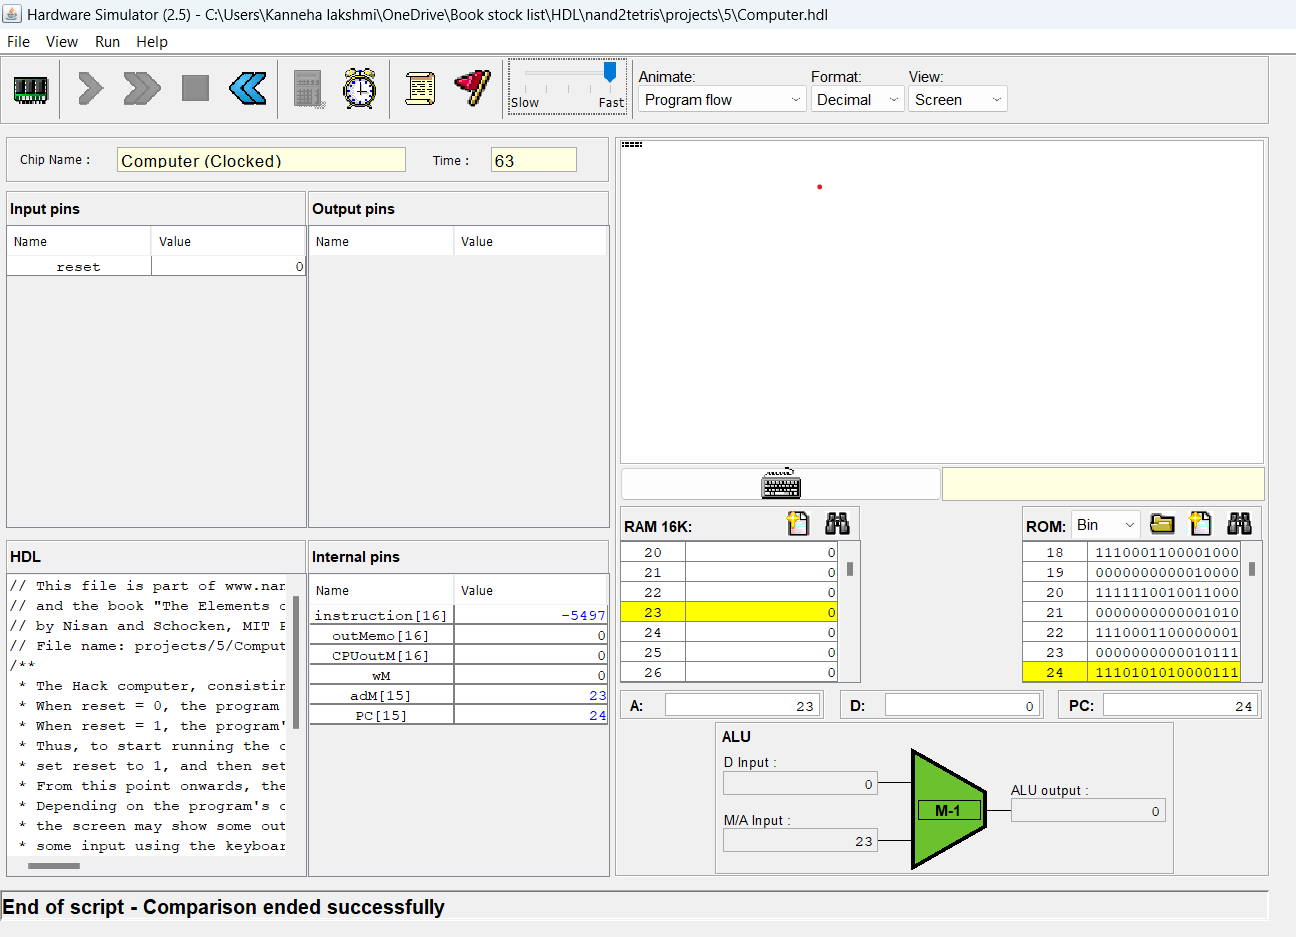 Hardware Simulator (2.5) - C:\Users\Kanneha lakshmi\OneDrive\Book stock list\HDL\nand2tetris\projects\5\Computer.hdl
File View Run Help
Slow Fast
Animate: Format: View:
Program flow Decimal Screen
Chip Name : Computer (Clocked) Time : 63
Input pins
Name Value
reset 0
Output pins
Name Value
HDL
// This file is part of www.nan
// and the book "The Elements o
// by Nisan and Schocken, MIT P
// File name: projects/5/Comput
/**
* The Hack computer, consistin
* When reset = 0, the program
* When reset = 1, the program'
* Thus, to start running the c
* set reset to 1, and then set
* From this point onwards, the
* Depending on the program's c
* the screen may show some out
* some input using the keyboar
Internal pins
Name Value
instruction[16] -5497
outMemo[16] 0
CPUoutM[16] 0
wM 0
adM[15] 23
PC[15] 24
RAM 16K:
20 0
21 0
22 0
23 0
24 0
25 0
26 0
ROM: Bin
18 1110001100001000
19 0000000000010000
20 1111110010011000
21 0000000000001010
22 1110001100000001
23 0000000000010111
24 1110101010000111
A: 23 D: 0 PC: 24
ALU
D Input :
0
M/A Input :
23
M-1
ALU output :
0
End of script - Comparison ended successfully